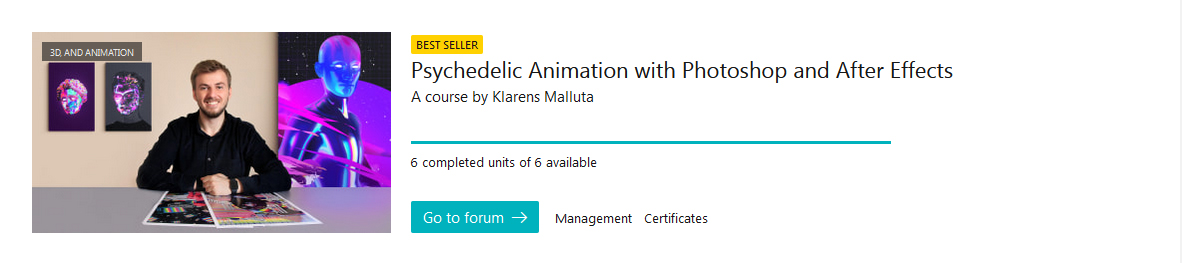 3D, AND ANIMATION
BEST SELLER
Psychedelic Animation with Photoshop and After Effects
A course by Klarens Malluta
6 completed units of 6 available
Go to forum →
Management
Certificates